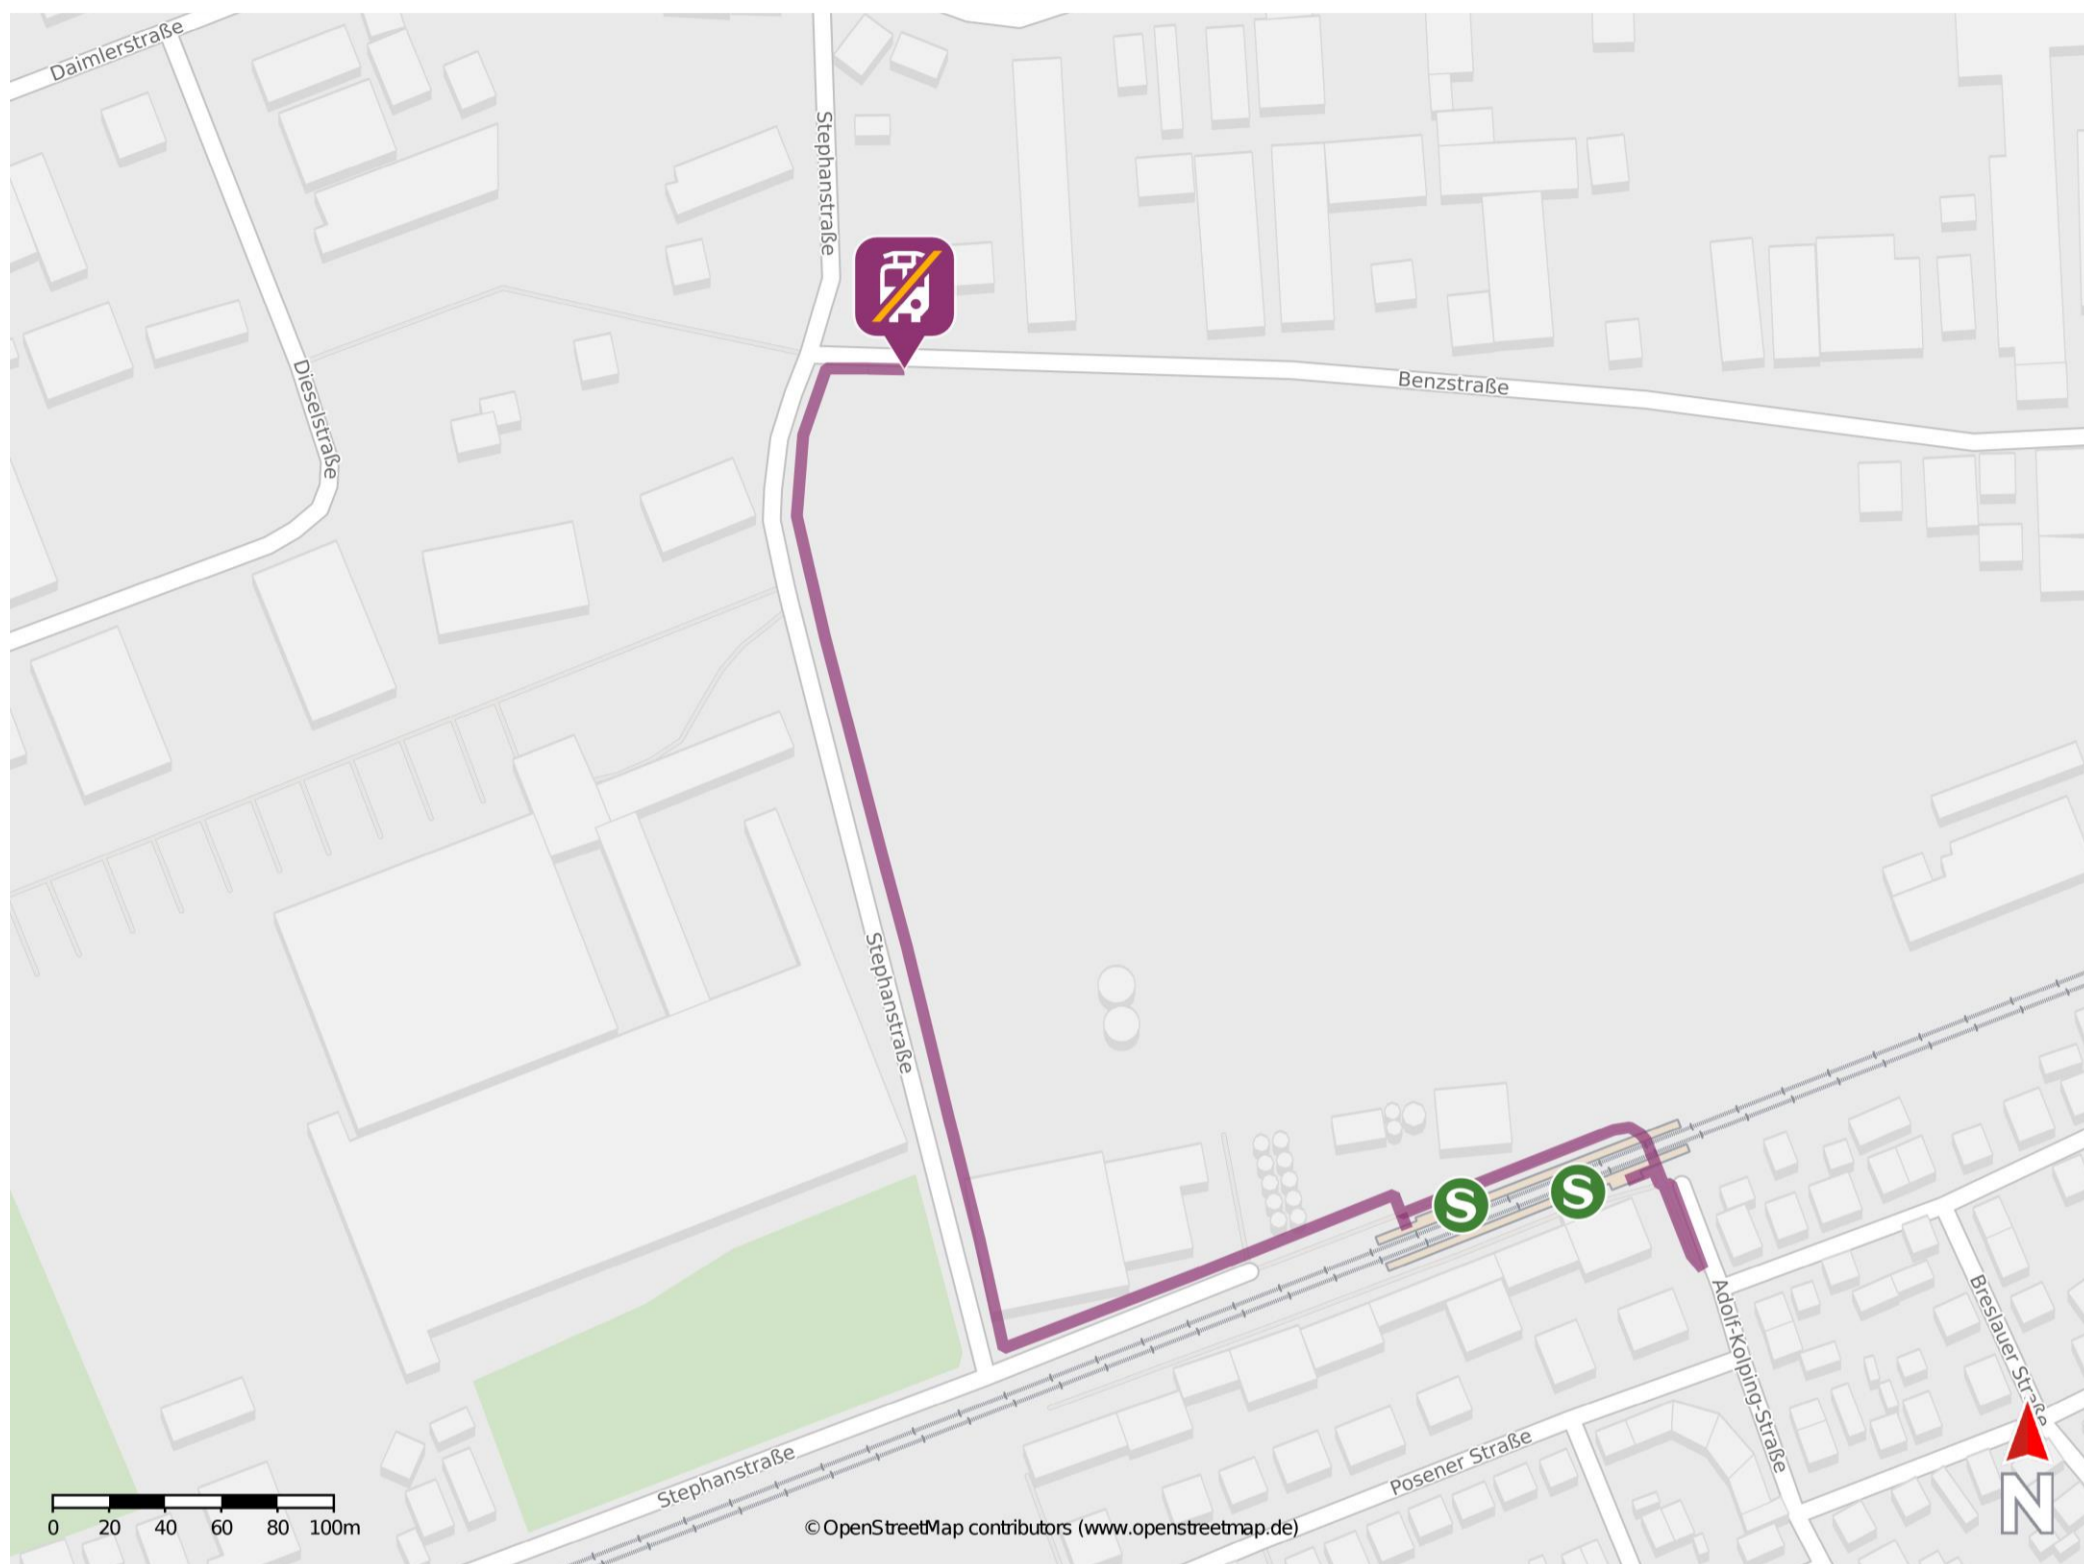 Daimlerstraße
Stephanstraße
Dieselstraße
Benzstraße
Stephanstraße
S
S
Adolf-Kolping-Straße
Breslauer Straße
Posener Straße
Stephanstraße
N
0 20 40 60 80 100m
© OpenStreetMap contributors (www.openstreetmap.de)